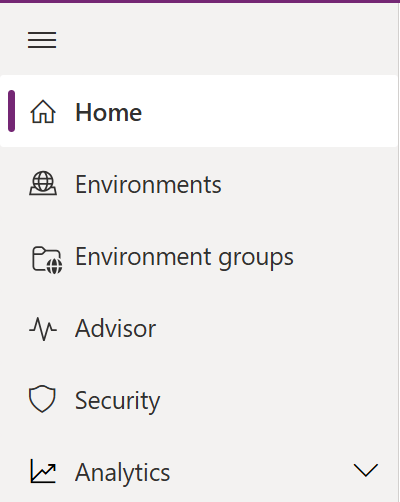 Home
Environments
Environment groups
Advisor
Security
Analytics